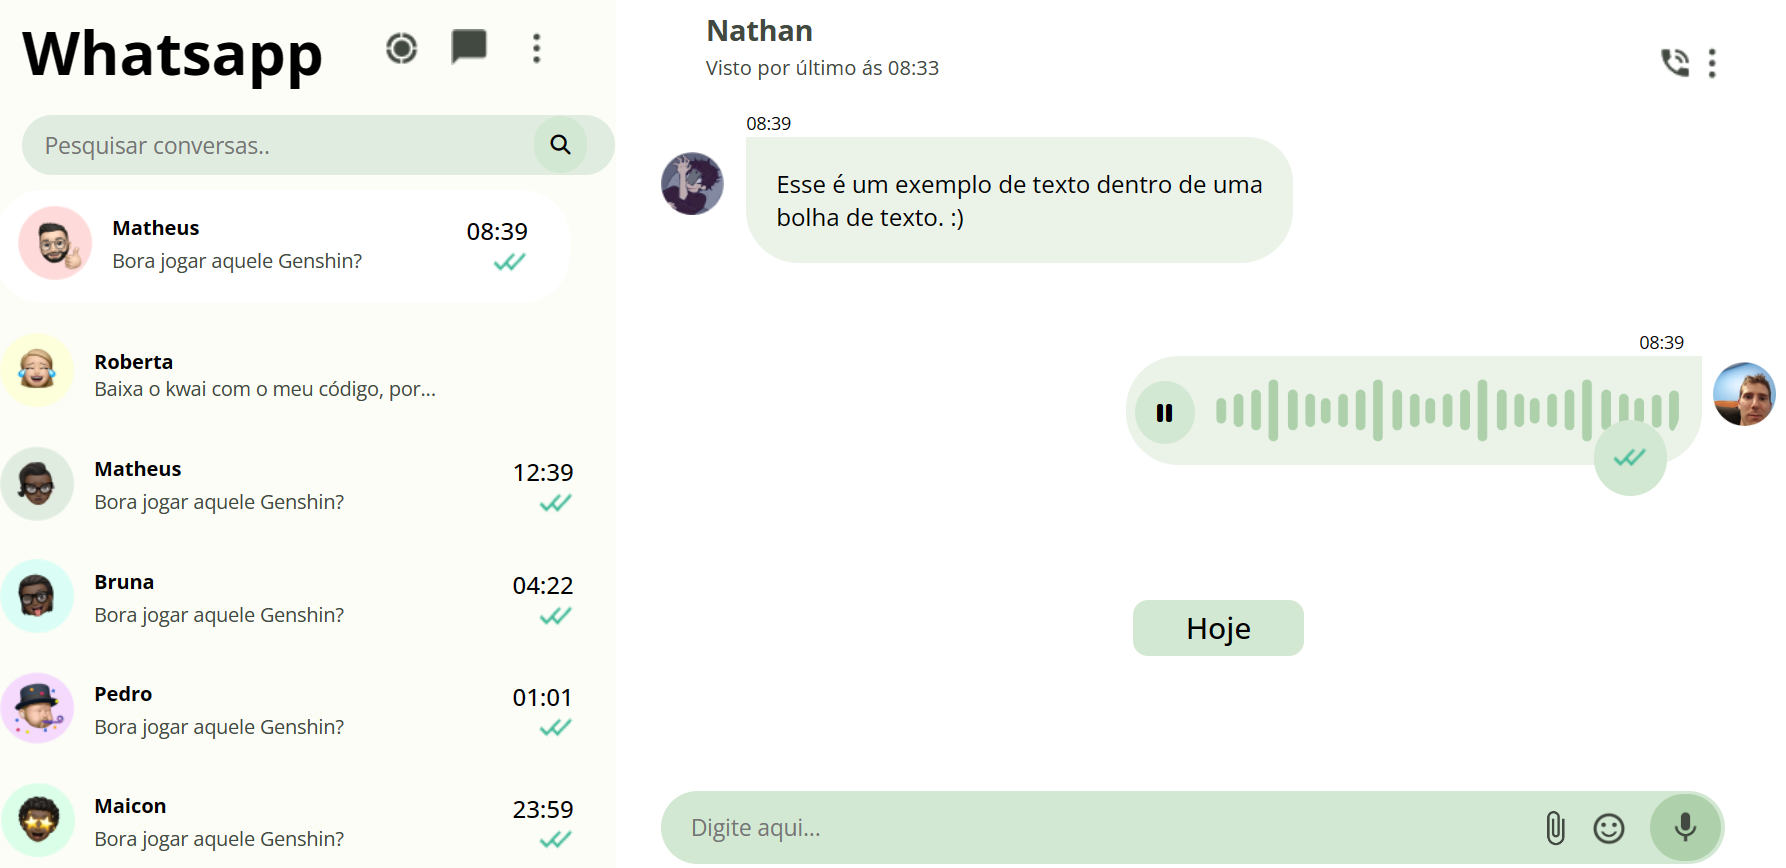 Whatsapp
Pesquisar conversas..
Matheus
08:39
Bora jogar aquele Genshin?
Roberta
Baixa o kwai com o meu código, por...
Matheus
12:39
Bora jogar aquele Genshin?
Bruna
04:22
Bora jogar aquele Genshin?
Pedro
01:01
Bora jogar aquele Genshin?
Maicon
23:59
Bora jogar aquele Genshin?
Nathan
Visto por último ás 08:33
08:39
Esse é um exemplo de texto dentro de uma
bolha de texto. :)
08:39
Hoje
Digite aqui...